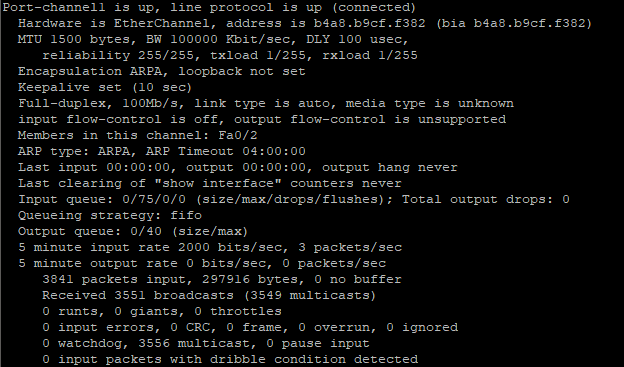 Port-channel1 is up, line protocol is up (connected)
Hardware is EtherChannel, address is b4a8.b9cf.f382 (bia b4a8.b9cf.f382)
MTU 1500 bytes, BW 100000 Kbit/sec, DLY 100 usec,
reliability 255/255, txload 1/255, rxload 1/255
Encapsulation ARPA, loopback not set
Keepalive set (10 sec)
Full-duplex, 100Mb/s, link type is auto, media type is unknown
input flow-control is off, output flow-control is unsupported
Members in this channel: Fa0/2
ARP type: ARPA, ARP Timeout 04:00:00
Last input 00:00:00, output 00:00:00, output hang never
Last clearing of "show interface" counters never
Input queue: 0/75/0/0 (size/max/drops/flushes); Total output drops: 0
Queueing strategy: fifo
Output queue: 0/40 (size/max)
5 minute input rate 2000 bits/sec, 3 packets/sec
5 minute output rate 0 bits/sec, 0 packets/sec
3841 packets input, 297916 bytes, 0 no buffer
Received 3551 broadcasts (3549 multicasts)
0 runts, 0 giants, 0 throttles
0 input errors, 0 CRC, 0 frame, 0 overrun, 0 ignored
0 watchdog, 3556 multicast, 0 pause input
0 input packets with dribble condition detected